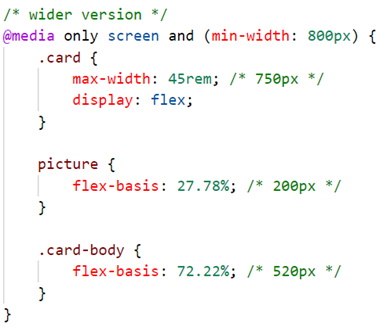 /* wider version */
@media only screen and (min-width: 800px) {
    .card {
        max-width: 45rem; /* 750px */
        display: flex;
    }

    picture {
        flex-basis: 27.78%; /* 200px */
    }

    .card-body {
        flex-basis: 72.22%; /* 520px */
    }
}